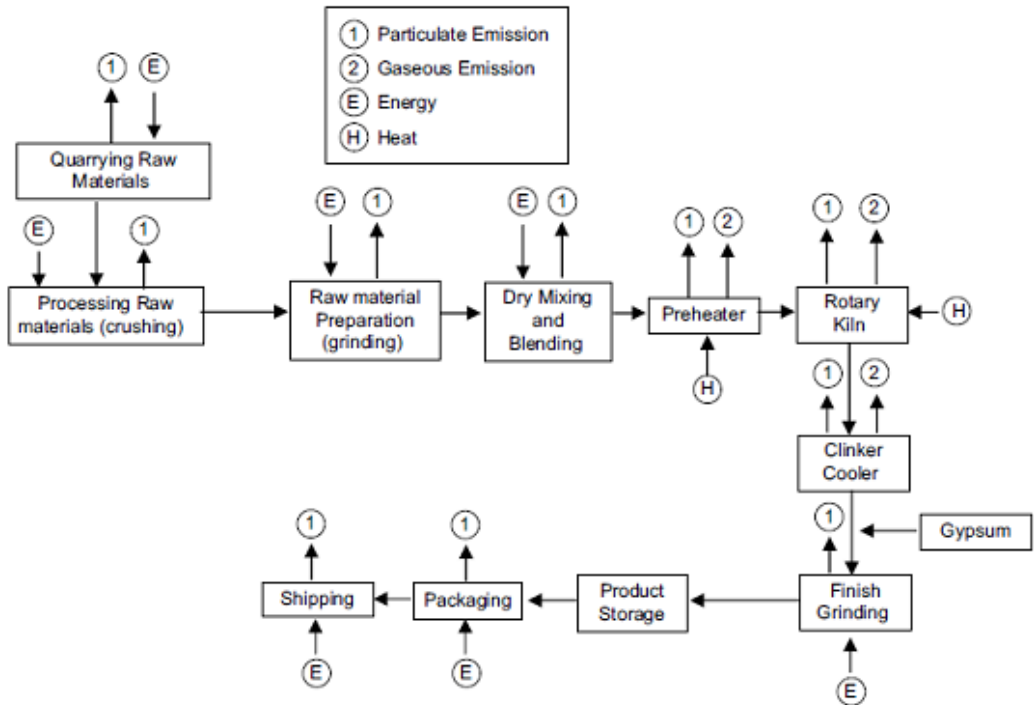 1 Particulate Emission
2 Gaseous Emission
E Energy
H Heat
1 E
Quarrying Raw
Materials
E 1
Processing Raw
materials (crushing)
E 1
Raw material
Preparation
(grinding)
E 1
Dry Mixing
and
Blending
1 2
Preheater
H
1 2
Rotary
Kiln
H
1 2
Clinker
Cooler
Gypsum
1
Finish
Grinding
E
Product
Storage
1
Packaging
E
1
Shipping
E